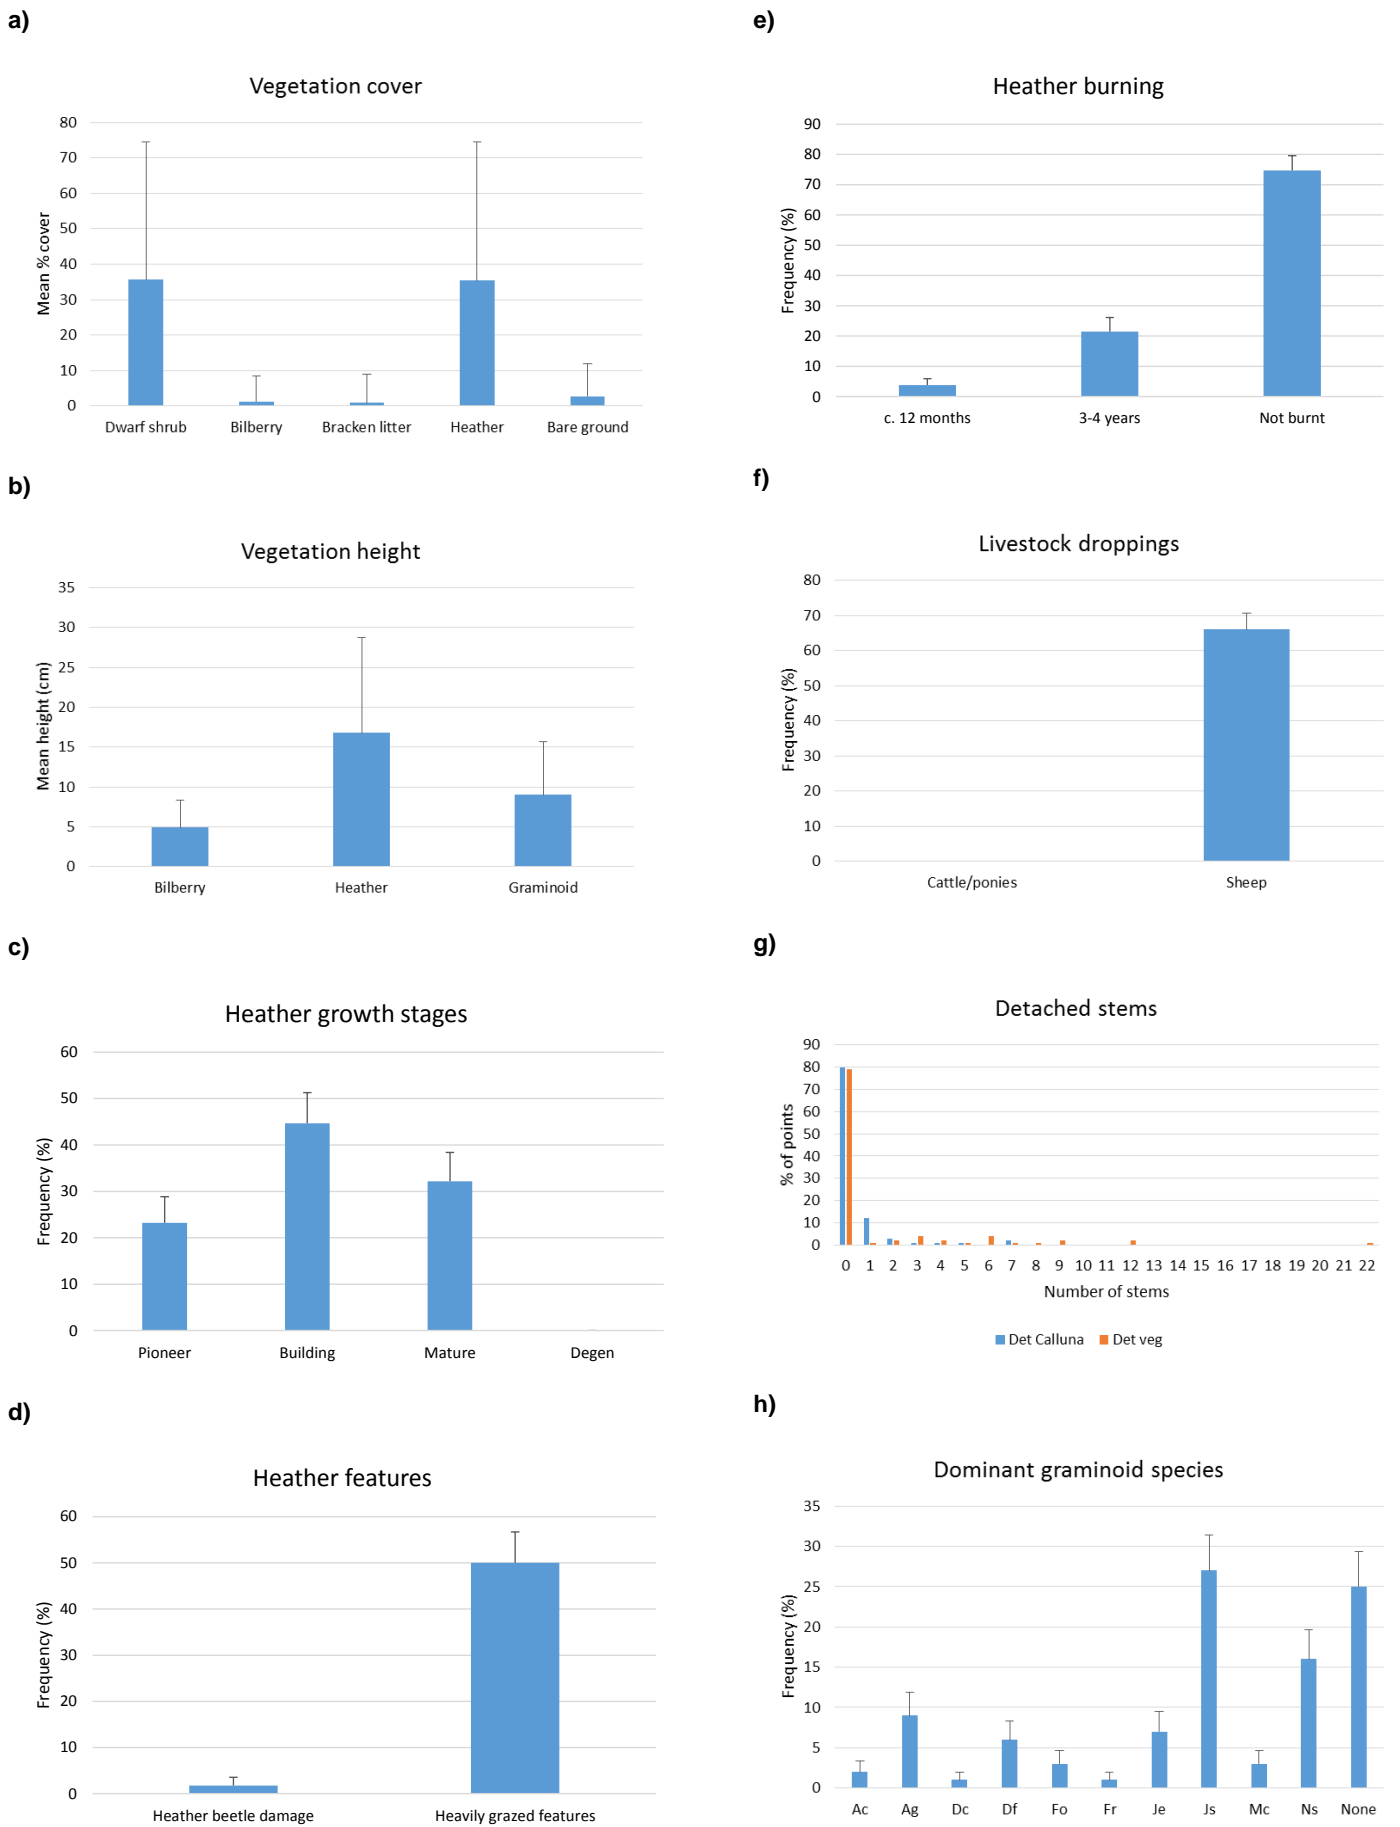 a)
Vegetation cover
80
70
60
50
40
30
20
10
0
Mean % cover
Dwarf shrub Bilberry Bracken litter Heather Bare ground
b)
Vegetation height
35
30
25
20
15
10
5
0
Mean height (cm)
Bilberry Heather Graminoid
c)
Heather growth stages
60
50
40
30
20
10
0
Frequency (%)
Pioneer Building Mature Degen
d)
Heather features
60
50
40
30
20
10
0
Frequency (%)
Heather beetle damage Heavily grazed features
e)
Heather burning
90
80
70
60
50
40
30
20
10
0
Frequency (%)
c. 12 months 3-4 years Not burnt
f)
Livestock droppings
80
70
60
50
40
30
20
10
0
Frequency (%)
Cattle/ponies Sheep
g)
Detached stems
90
80
70
60
50
40
30
20
10
0
% of points
0 1 2 3 4 5 6 7 8 9 10 11 12 13 14 15 16 17 18 19 20 21 22
Number of stems
Det Calluna Det veg
h)
Dominant graminoid species
35
30
25
20
15
10
5
0
Frequency (%)
Ac Ag Dc Df Fo Fr Je Js Mc Ns None